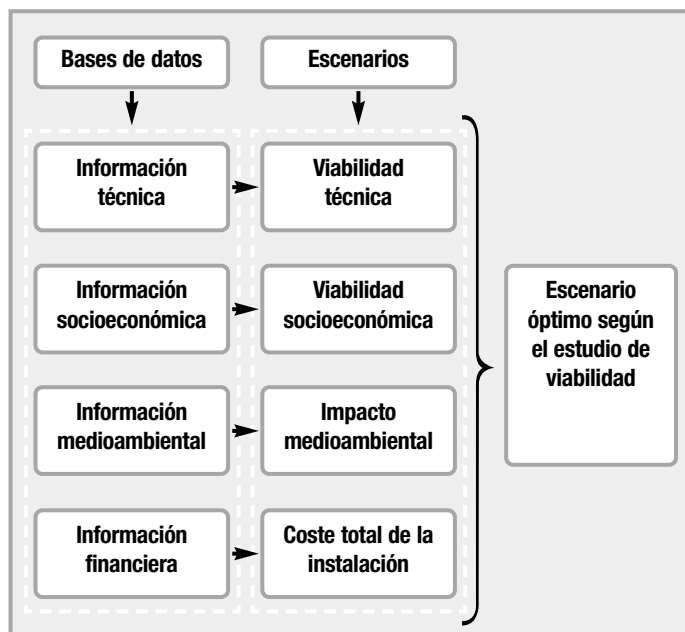 Bases de datos
Escenarios
Información
técnica
Viabilidad
técnica
Información
socioeconómica
Viabilidad
socioeconómica
Información
medioambiental
Impacto
medioambiental
Información
financiera
Coste total de la
instalación
Escenario
óptimo según
el estudio de
viabilidad